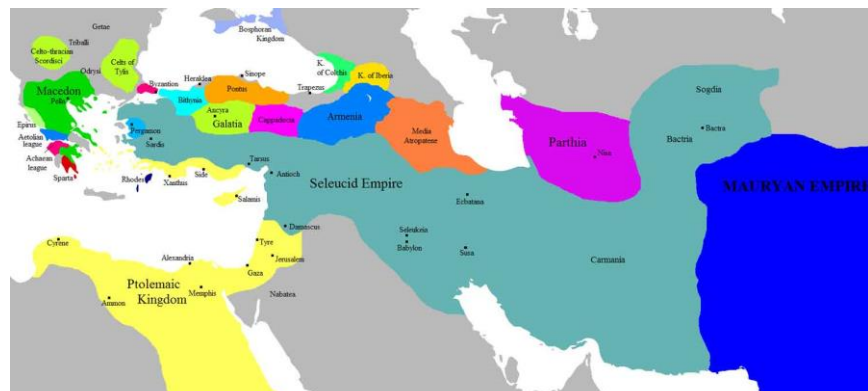 Getae
Triballi
Celto-thracian
Scordisci
Odrysi
Celts of
Tylis
Bosphoran
Kingdom
Macedon
Pella
Epirus
Aetolian
league
Achaean
league
Sparta
Byzantion
Heraklea
Sinope
Bithynia
Pontus
Trapezus
K.
of Colchis
K. of Iberia
Ancyra
Galatia
Cappadocia
Armenia
Media
Atropatene
Pergamon
Sardis
Rhodes
Xanthus
Side
Tarsus
Antioch
Salamis
Seleucid Empire
Parthia
Nisa
Sogdia
Bactria
Bactra
MAURYAN EMPIRE
Ecbatana
Seleukeia
Babylon
Susa
Carmania
Damascus
Tyre
Jerusalem
Gaza
Nabatea
Cyrene
Alexandria
Ptolemaic
Kingdom
Memphis
Ammon